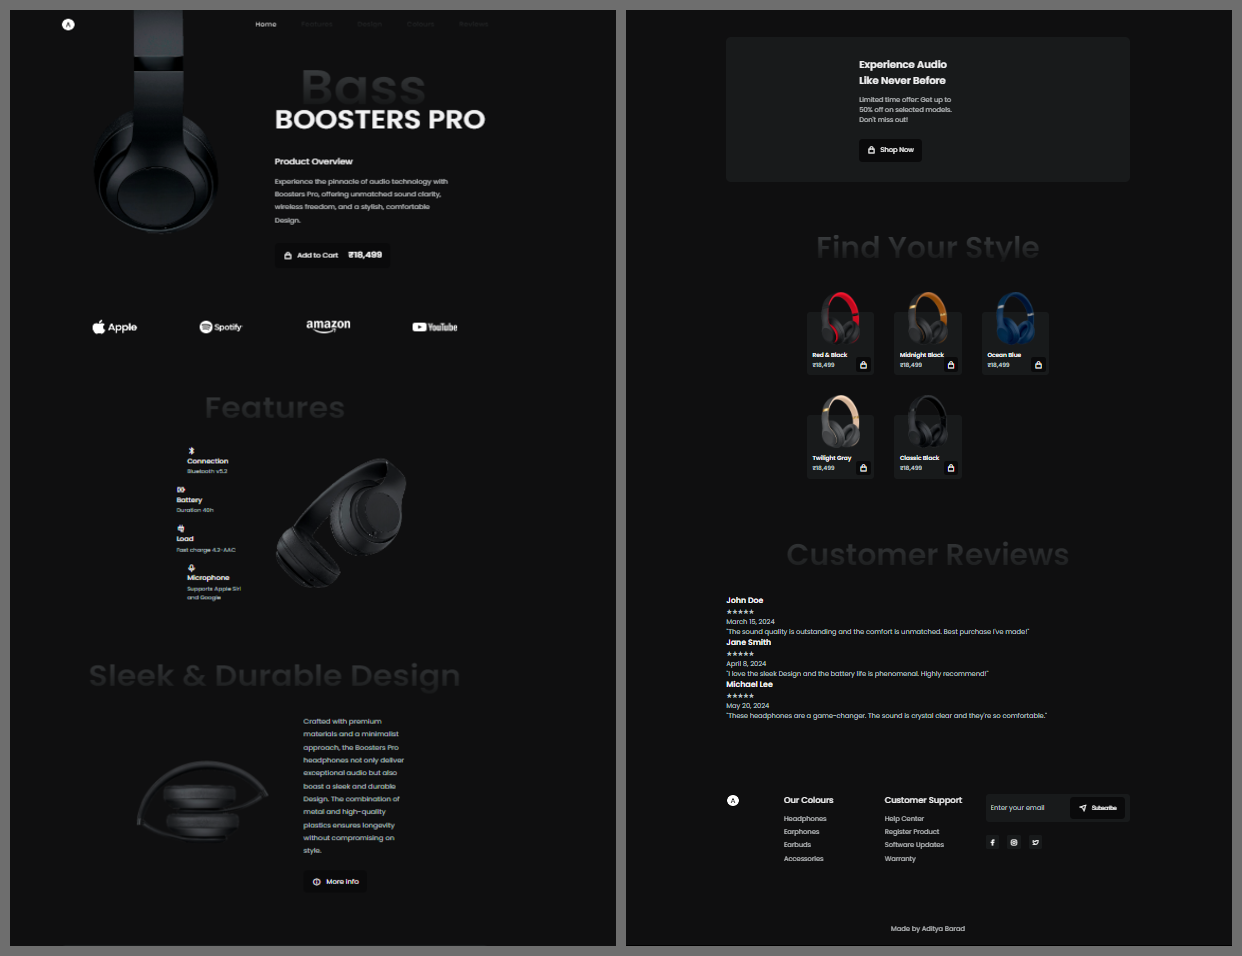 Home Features Design Colours Reviews
Bass
BOOSTERS PRO
Product Overview
Experience the pinnacle of audio technology with
Boosters Pro, offering unmatched sound clarity,
wireless freedom, and a stylish, comfortable
Design.
Add to Cart ₹18,499
Apple Spotify amazon YouTube
Features
Connection
Bluetooth v5.2
Battery
Duration 40h
Load
Fast charge 4.2-AAC
Microphone
Supports Apple Siri
and Google
Sleek & Durable Design
Crafted with premium
materials and a minimalist
approach, the Boosters Pro
headphones not only deliver
exceptional audio but also
boast a sleek and durable
Design. The combination of
metal and high-quality
plastics ensures longevity
without compromising on
style.
More Info
Experience Audio
Like Never Before
Limited time offer: Get up to
50% off on selected models.
Don't miss out!
Shop Now
Find Your Style
Red & Black
₹18,499
Midnight Black
₹18,499
Ocean Blue
₹18,499
Twilight Gray
₹18,499
Classic Black
₹18,499
Customer Reviews
John Doe
★★★★★
March 15, 2024
"The sound quality is outstanding and the comfort is unmatched. Best purchase I've made!"
Jane Smith
★★★★★
April 8, 2024
"I love the sleek Design and the battery life is phenomenal. Highly recommend!"
Michael Lee
★★★★★
May 20, 2024
"These headphones are a game-changer. The sound is crystal clear and they're so comfortable."
Our Colours
Headphones
Earphones
Earbuds
Accessories
Customer Support
Help Center
Register Product
Software Updates
Warranty
Enter your email Subscribe
Made by Aditya Barad